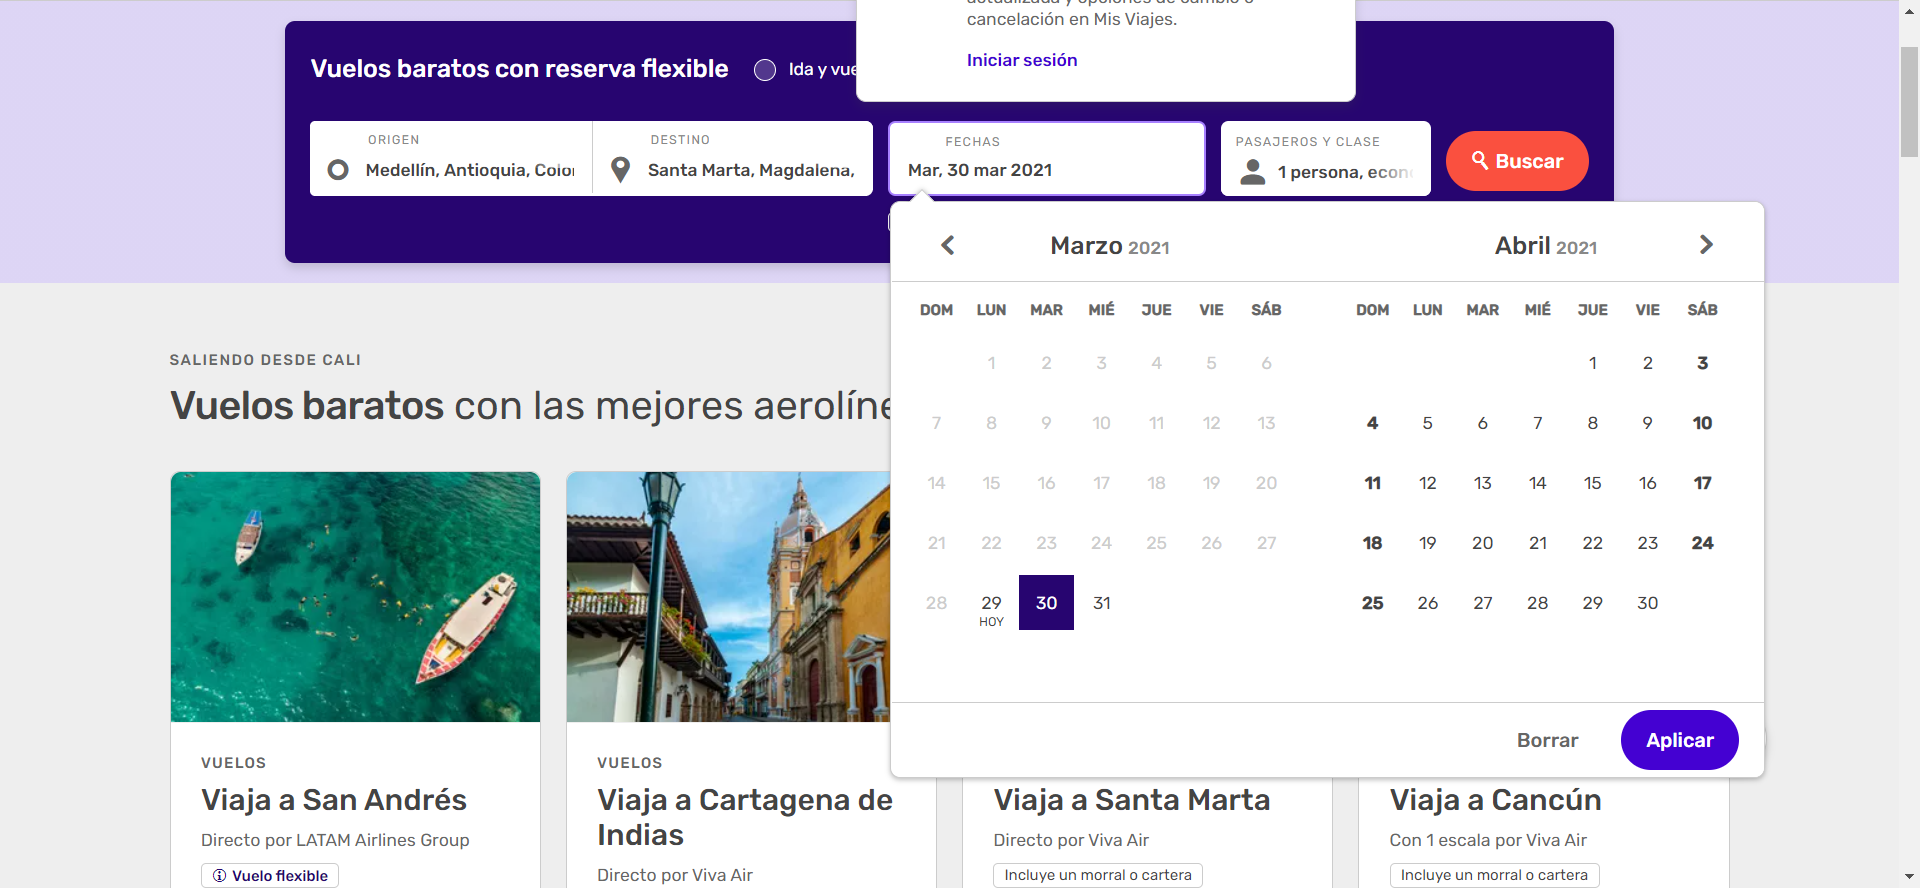 cancelación en Mis Viajes.
Iniciar sesión
Vuelos baratos con reserva flexible
Ida y vue
ORIGEN
Medellín, Antioquia, Color
DESTINO
Santa Marta, Magdalena,
FECHAS
Mar, 30 mar 2021
PASAJEROS Y CLASE
1 persona, econ
Buscar
Marzo 2021
DOM LUN MAR MIÉ JUE VIE SÁB
1 2 3 4 5 6
7 8 9 10 11 12 13
14 15 16 17 18 19 20
21 22 23 24 25 26 27
28 29 30 31
HOY
Abril 2021
DOM LUN MAR MIÉ JUE VIE SÁB
1 2 3
4 5 6 7 8 9 10
11 12 13 14 15 16 17
18 19 20 21 22 23 24
25 26 27 28 29 30
Borrar
Aplicar
SALIENDO DESDE CALI
Vuelos baratos con las mejores aerolíne
VUELOS
Viaja a San Andrés
Directo por LATAM Airlines Group
Vuelo flexible
VUELOS
Viaja a Cartagena de
Indias
Directo por Viva Air
Viaja a Santa Marta
Directo por Viva Air
Incluye un morral o cartera
Viaja a Cancún
Con 1 escala por Viva Air
Incluye un morral o cartera